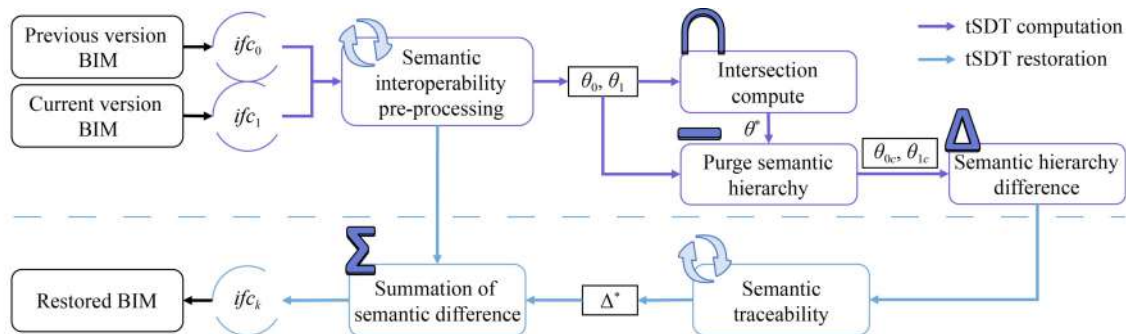 Previous version
BIM
ifc₀
Current version
BIM
ifc₁
Semantic
interoperability
pre-processing
θ₀, θ₁
Intersection
compute
θ*
Purge semantic
hierarchy
θ₀c, θ₁c
Δ
Semantic hierarchy
difference
tSDT computation
tSDT restoration
Restored BIM
ifcₖ
Σ
Summation of
semantic difference
Δ*
Semantic
traceability